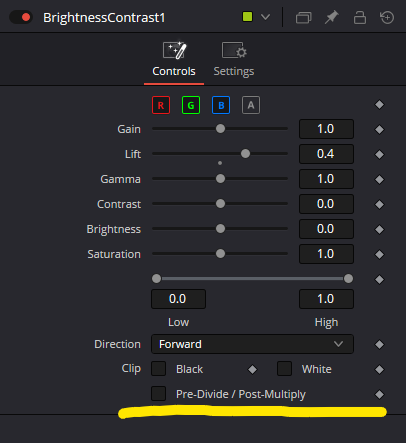 BrightnessContrast1
Controls Settings
R G B A
Gain 1.0
Lift 0.4
Gamma 1.0
Contrast 0.0
Brightness 0.0
Saturation 1.0
0.0 1.0
Low High
Direction Forward
Clip Black White
Pre-Divide / Post-Multiply